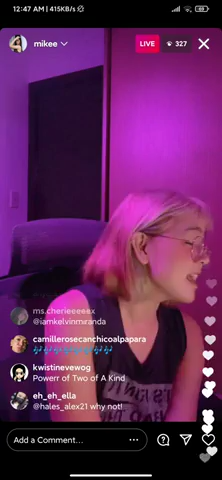 12:47 AM | 415KB/s
mikee
LIVE
327
ms.cherieeeeex
@iamkelvinmiranda
camillerosecanchicoalpapara
🎶🎶🎶🎶🎶🎶🎶🎶
kwistinevewog
Powerr of Two of A Kind
eh_eh_ella
@hales_alex21 why not!
Add a Comment...